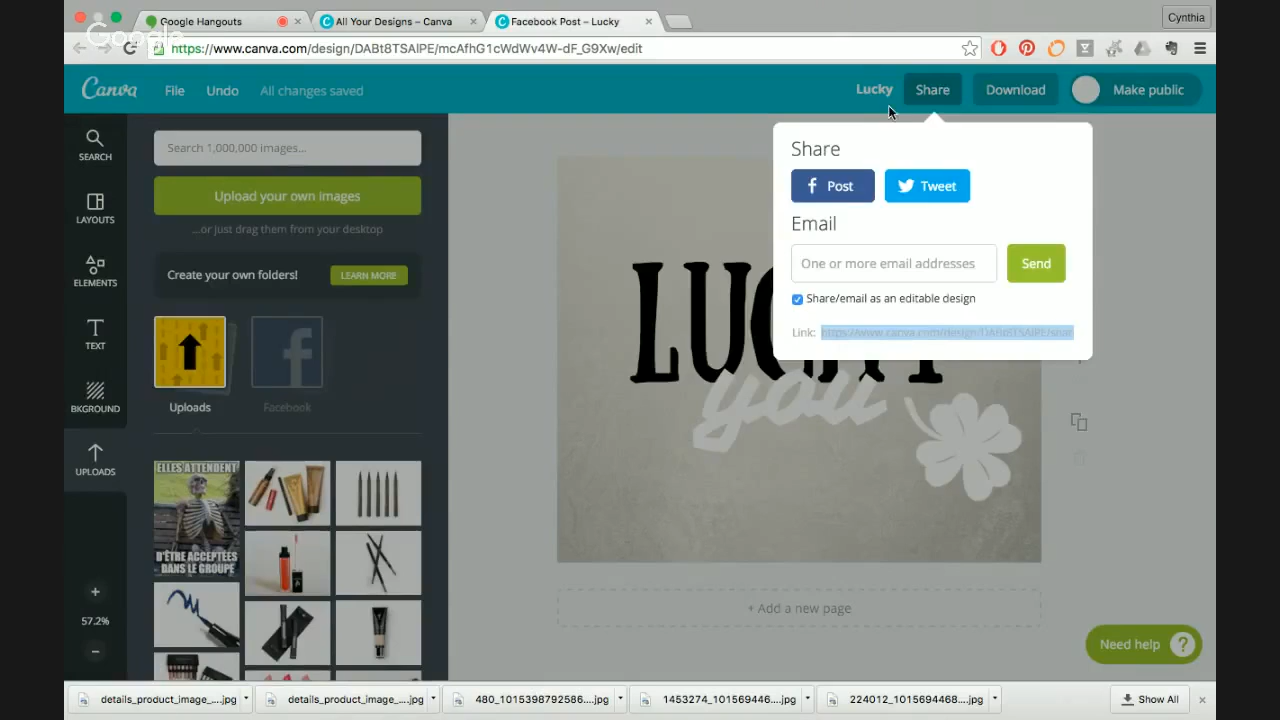 Google Hangouts
All Your Designs – Canva
Facebook Post – Lucky
Cynthia
Google
https://www.canva.com/design/DABt8TSAlPE/mcAfhG1cWdWv4W-dF_G9Xw/edit
Canva
File
Undo
All changes saved
Lucky
Share
Download
Make public
SEARCH
LAYOUTS
ELEMENTS
TEXT
BKGROUND
UPLOADS
+
57.2%
−
Search 1,000,000 images...
Upload your own images
...or just drag them from your desktop
Create your own folders!
LEARN MORE
Uploads
Facebook
ELLES ATTENDENT
D'ÊTRE ACCEPTÉES
DANS LE GROUPE
Share
Post
Tweet
Email
One or more email addresses
Send
Share/email as an editable design
Link:
LUCKY
you
+ Add a new page
Need help ?
details_product_image_....jpg
details_product_image_....jpg
480_1015398792586....jpg
1453274_101569446....jpg
224012_1015694468....jpg
Show All